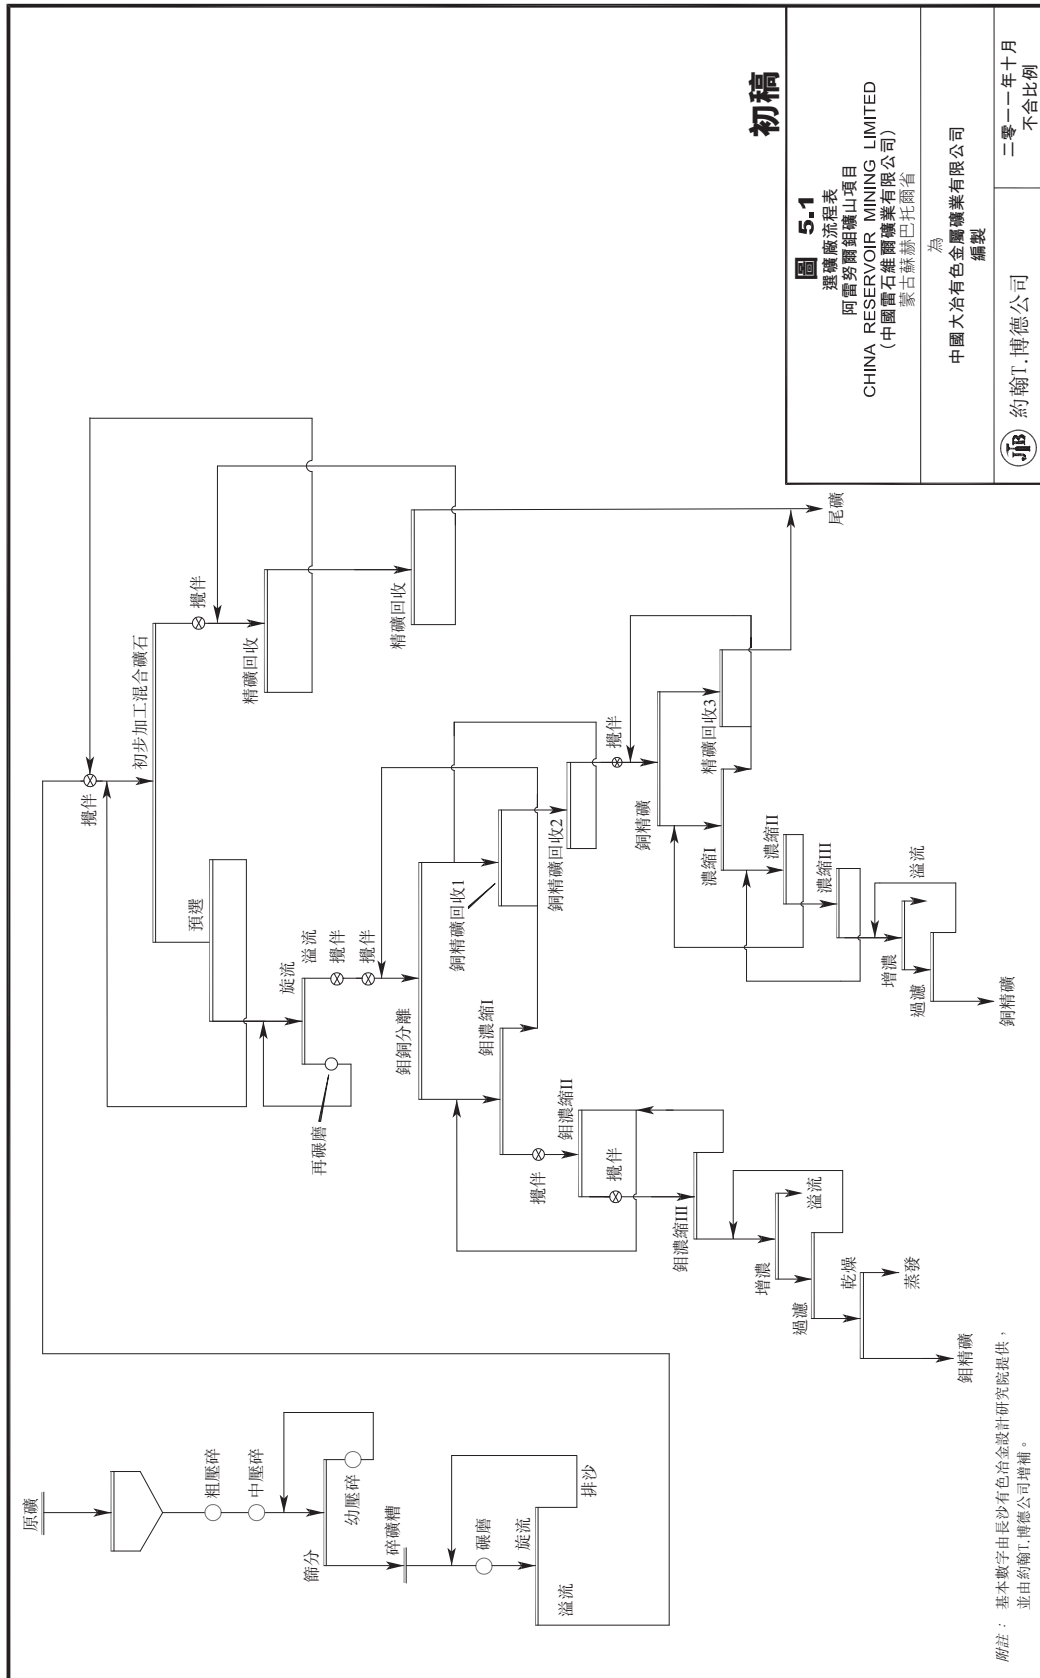 原礦
粗壓碎
中壓碎
幼壓碎
篩分
碎礦槽
碾磨
旋流
溢流
排沙
攪伴
初步加工混合礦石
攪伴
精礦回收
精礦回收
預選
旋流
溢流
再碾磨
攪伴
攪伴
鉬銅分離
銅精礦回收1
銅精礦回收2
攪伴
銅精礦
精礦回收3
尾礦
濃縮I
濃縮II
濃縮III
溢流
增濃
過濾
銅精礦
鉬濃縮I
攪伴
鉬濃縮II
攪伴
鉬濃縮III
溢流
增濃
過濾
乾燥
蒸發
鉬精礦
附註： 基本數字由長沙有色冶金設計研究院提供，
並由約翰T.博德公司增補。
初稿
圖 5.1
選礦廠流程表
阿雷努爾鉬礦山項目
CHINA RESERVOIR MINING LIMITED
(中國雷石維爾礦業有限公司)
蒙古蘇赫巴托爾省
為
中國大冶有色金屬礦業有限公司
編製
JTB 約翰T.博德公司
二零一一年十月
不合比例